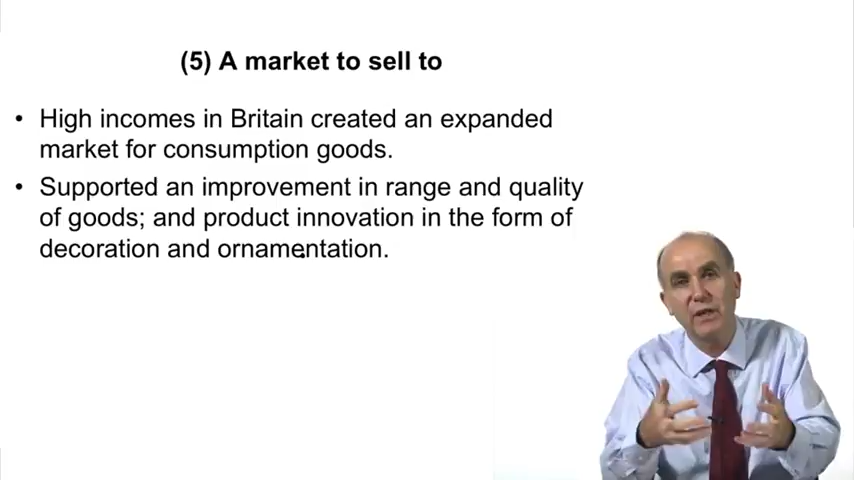 (5) A market to sell to
• High incomes in Britain created an expanded
market for consumption goods.
• Supported an improvement in range and quality
of goods; and product innovation in the form of
decoration and ornamentation.